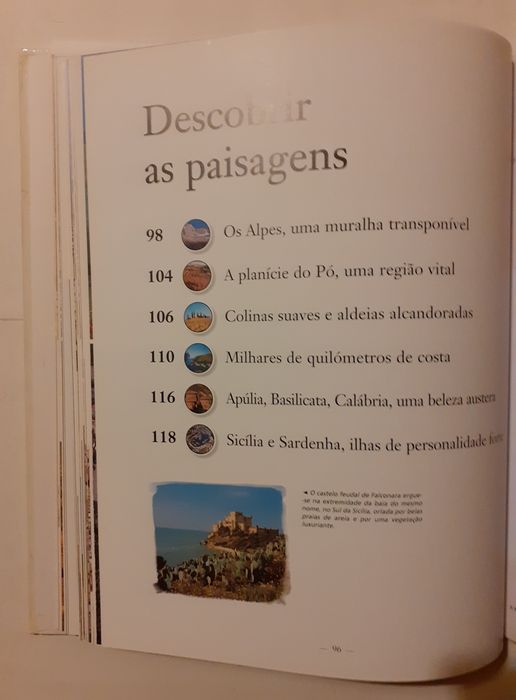 Descobrir
as paisagens
98 Os Alpes, uma muralha transponível
104 A planície do Pó, uma região vital
106 Colinas suaves e aldeias alcandoradas
110 Milhares de quilómetros de costa
116 Apúlia, Basilicata, Calábria, uma beleza austera
118 Sicília e Sardenha, ilhas de personalidade forte
◄ O castelo feudal de Falconara ergue-
-se na extremidade da baía do mesmo
nome, no Sul da Sicília, orlada por belas
praias de areia e por uma vegetação
luxuriante.
— 96 —